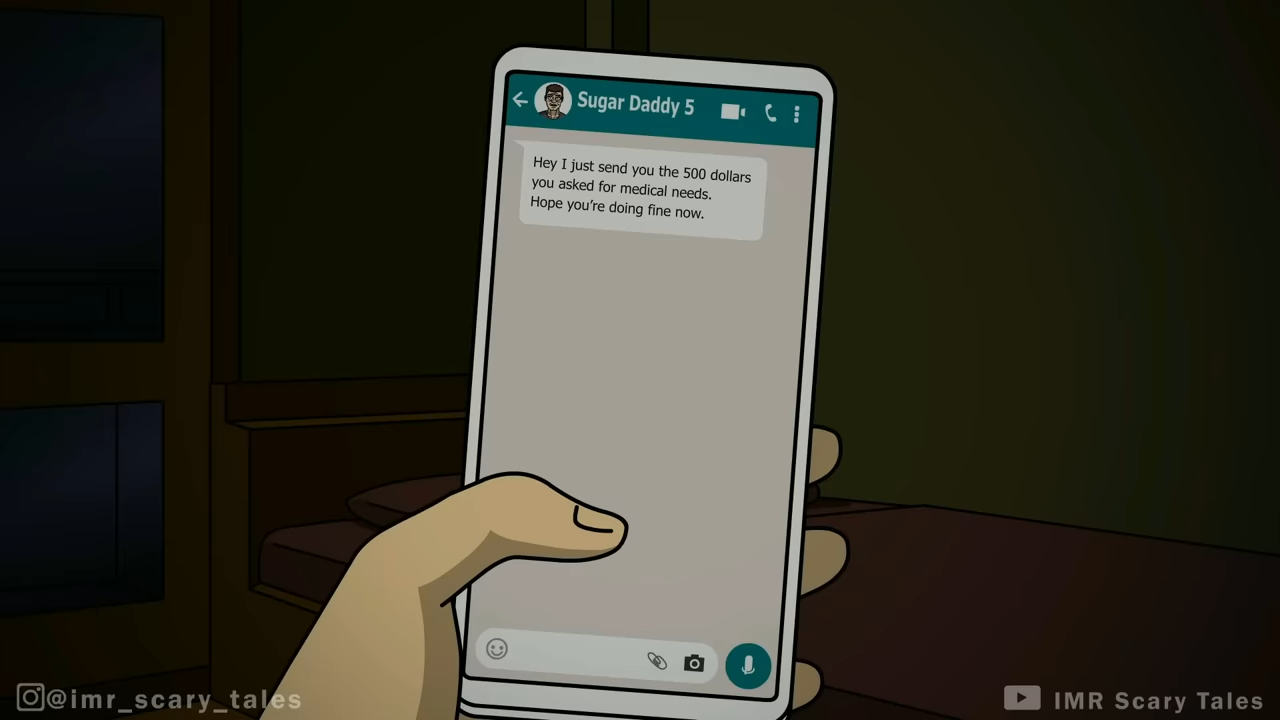 Sugar Daddy 5
Hey I just send you the 500 dollars
you asked for medical needs.
Hope you're doing fine now.
@imr_scary_tales
IMR Scary Tales